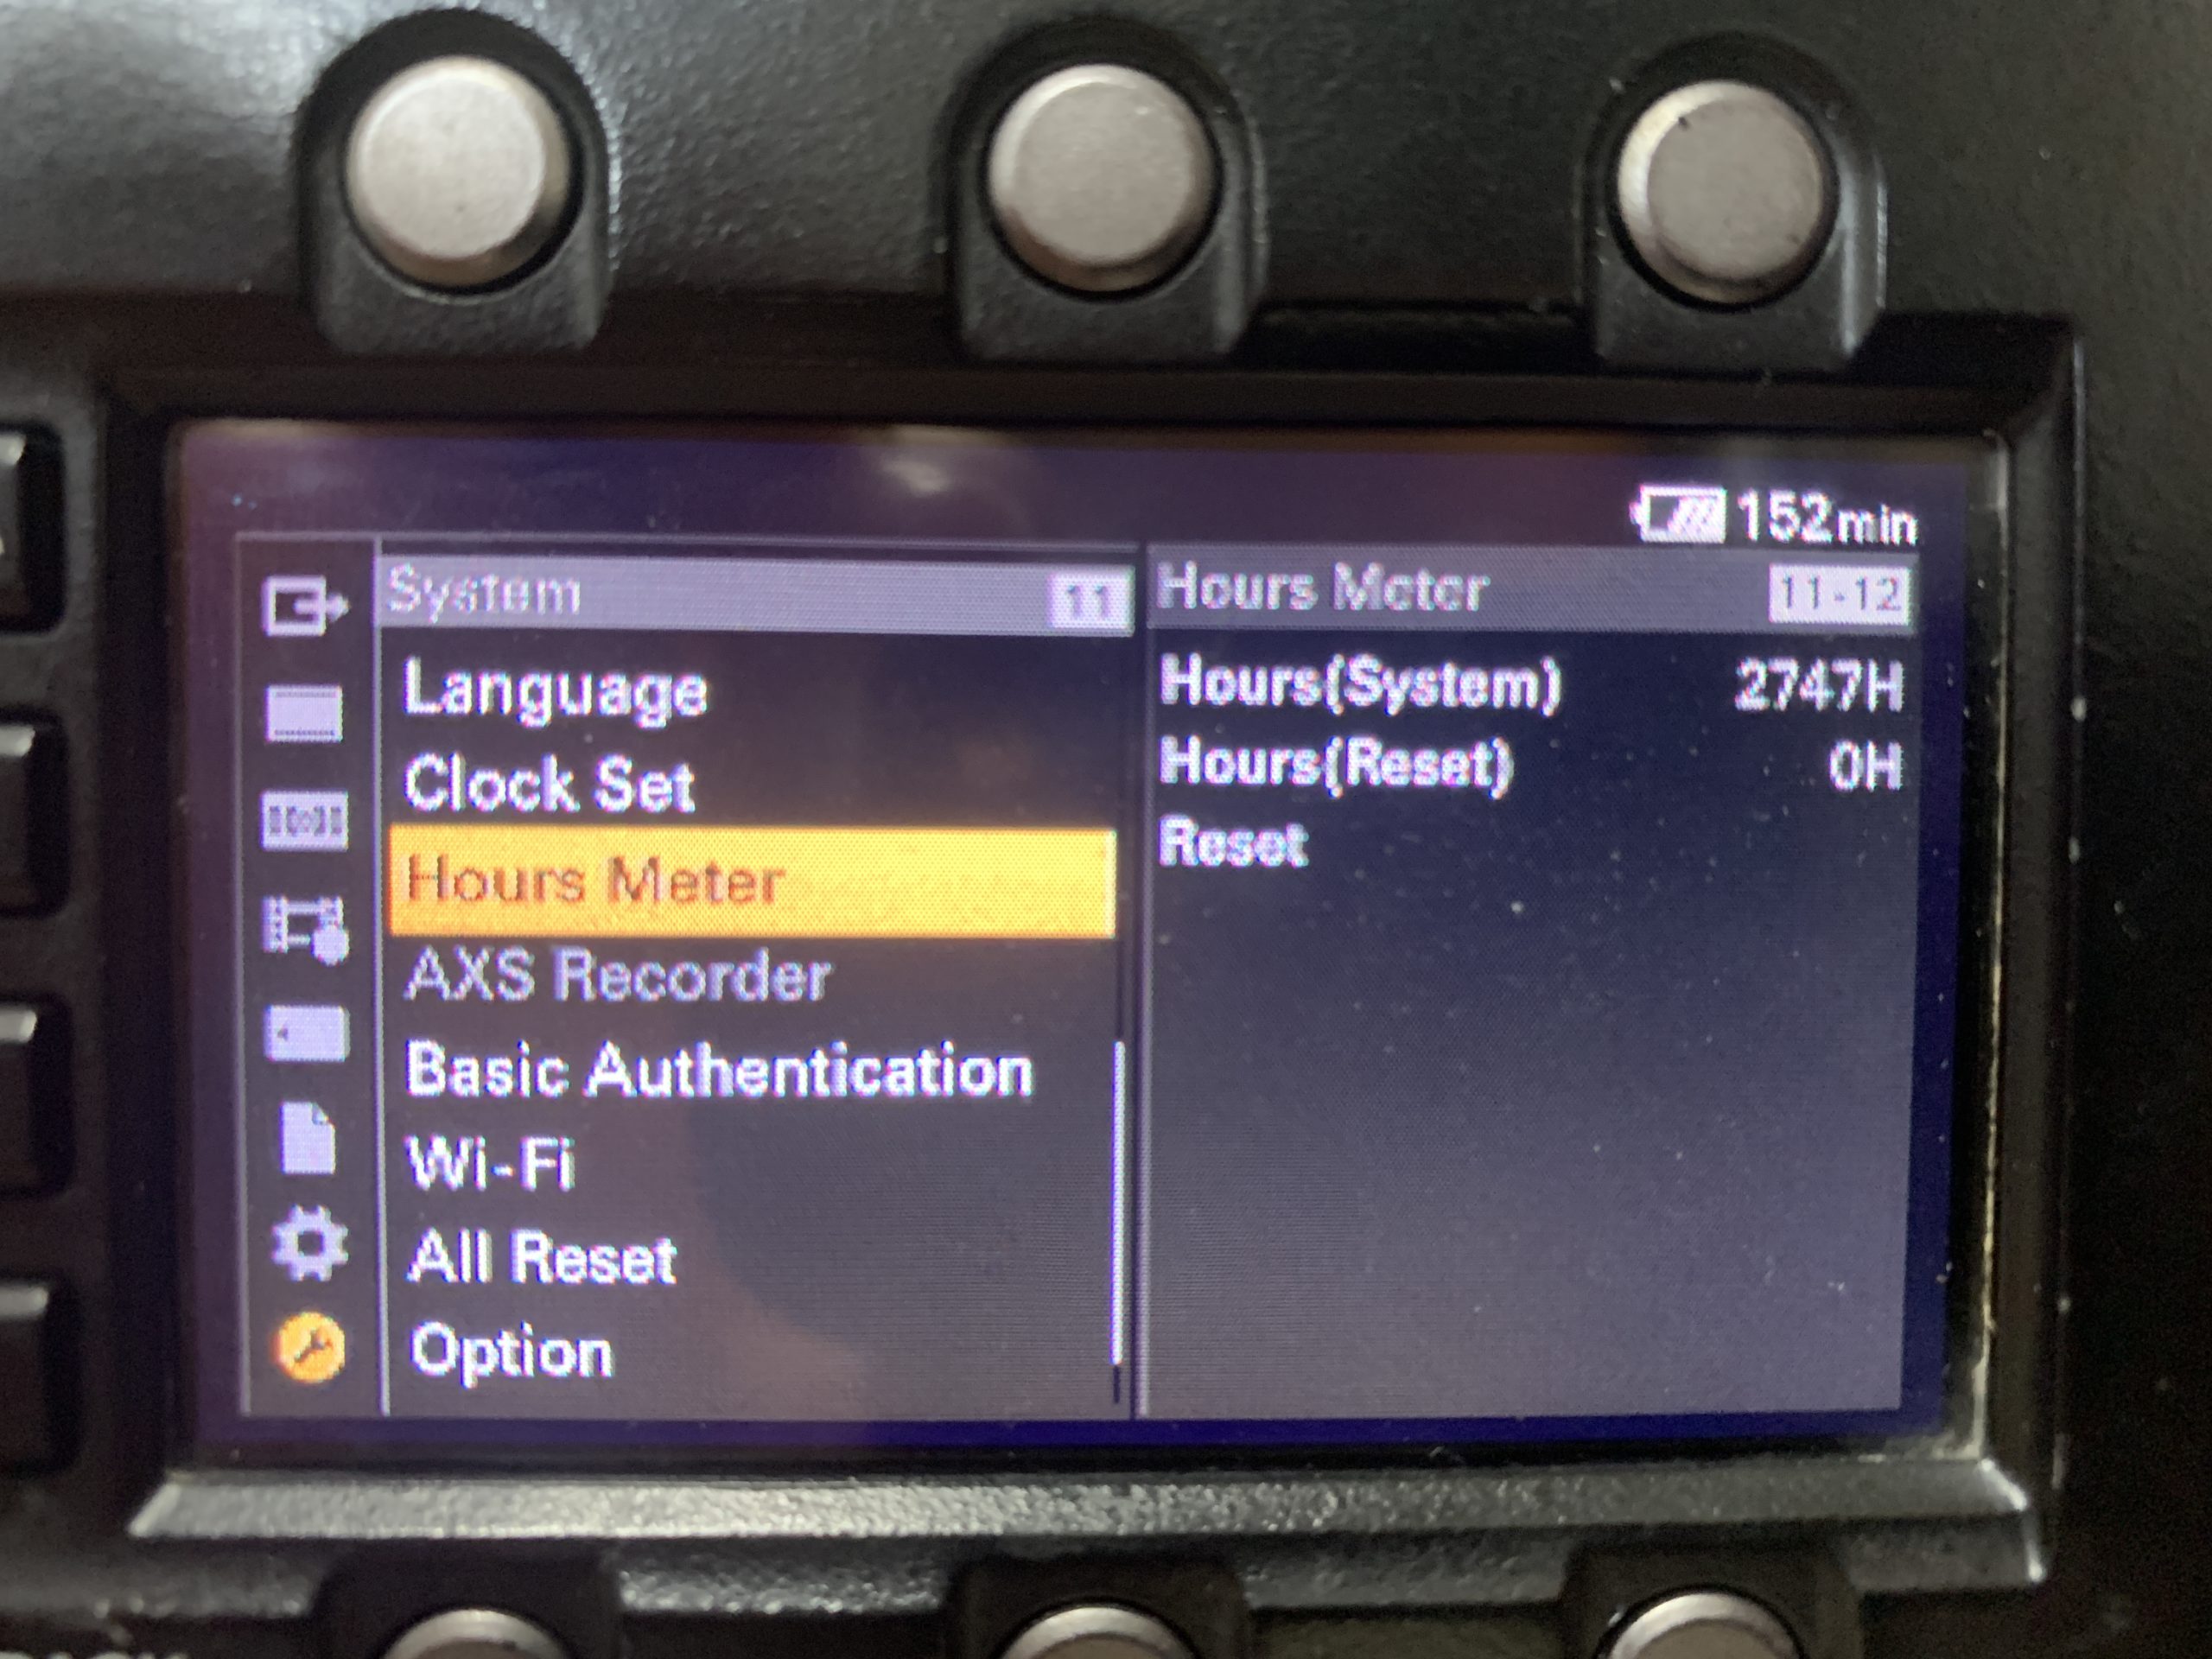 152min
System 11
Language
Clock Set
Hours Meter
AXS Recorder
Basic Authentication
Wi-Fi
All Reset
Option
Hours Meter 11-12
Hours(System) 2747H
Hours(Reset) 0H
Reset